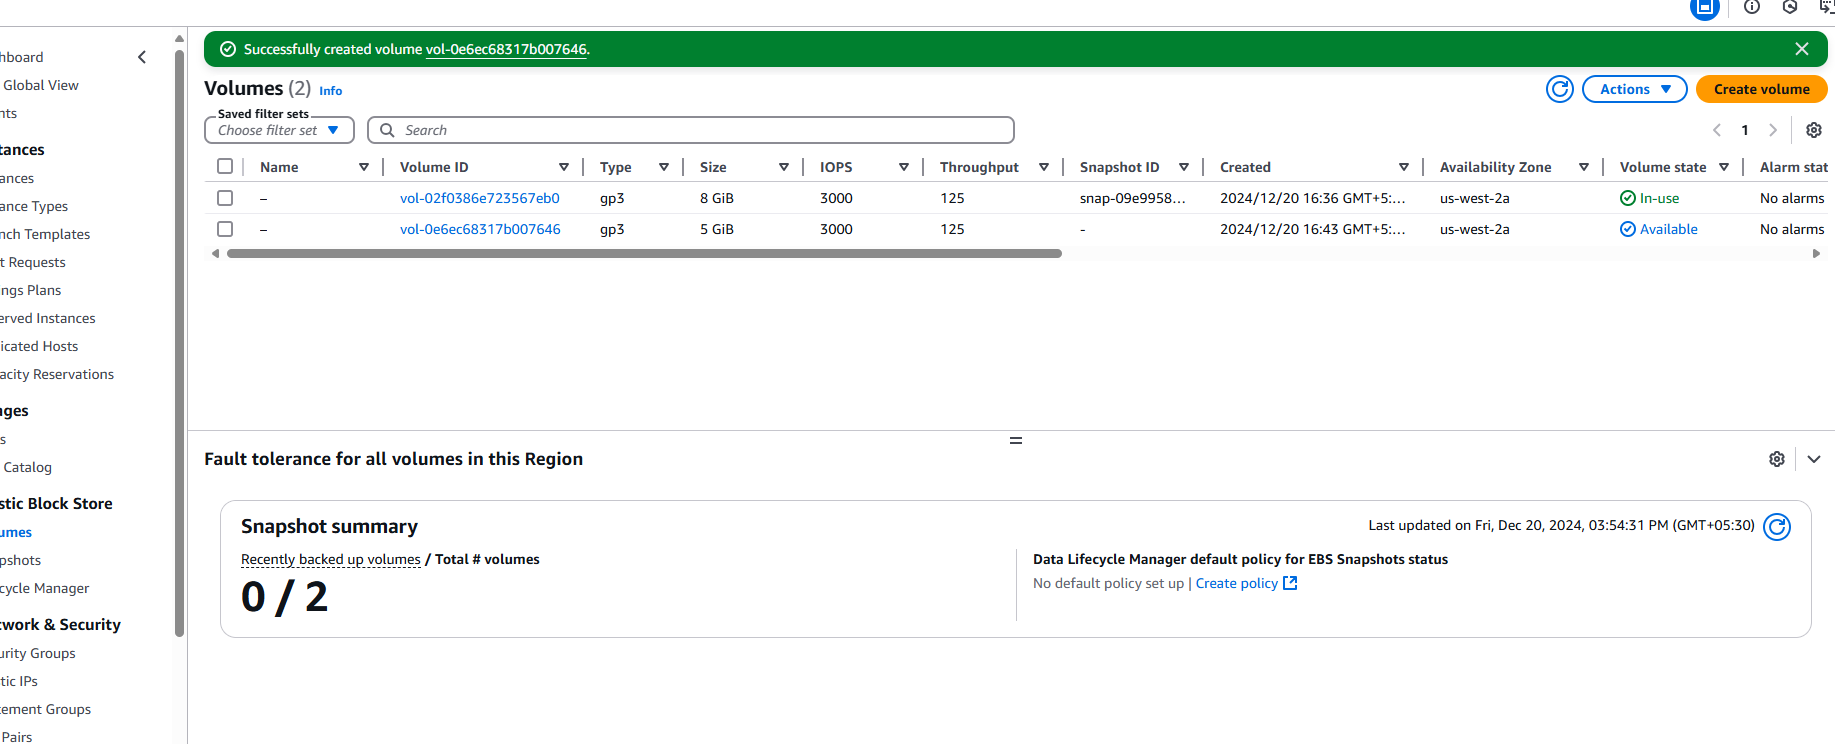 Successfully created volume vol-0e6ec68317b007646.
Volumes (2) Info
Actions
Create volume
Saved filter sets
Choose filter set
Search
1
Name Volume ID Type Size IOPS Throughput Snapshot ID Created Availability Zone Volume state Alarm stat
– vol-02f0386e723567eb0 gp3 8 GiB 3000 125 snap-09e9958... 2024/12/20 16:36 GMT+5:... us-west-2a In-use No alarms
– vol-0e6ec68317b007646 gp3 5 GiB 3000 125 - 2024/12/20 16:43 GMT+5:... us-west-2a Available No alarms
hboard
Global View
nts
tances
ances
ance Types
nch Templates
t Requests
ngs Plans
erved Instances
icated Hosts
acity Reservations
ages
s
Catalog
stic Block Store
umes
pshots
cycle Manager
twork & Security
urity Groups
tic IPs
cement Groups
Pairs
Fault tolerance for all volumes in this Region
Snapshot summary
Last updated on Fri, Dec 20, 2024, 03:54:31 PM (GMT+05:30)
Recently backed up volumes / Total # volumes
0 / 2
Data Lifecycle Manager default policy for EBS Snapshots status
No default policy set up | Create policy